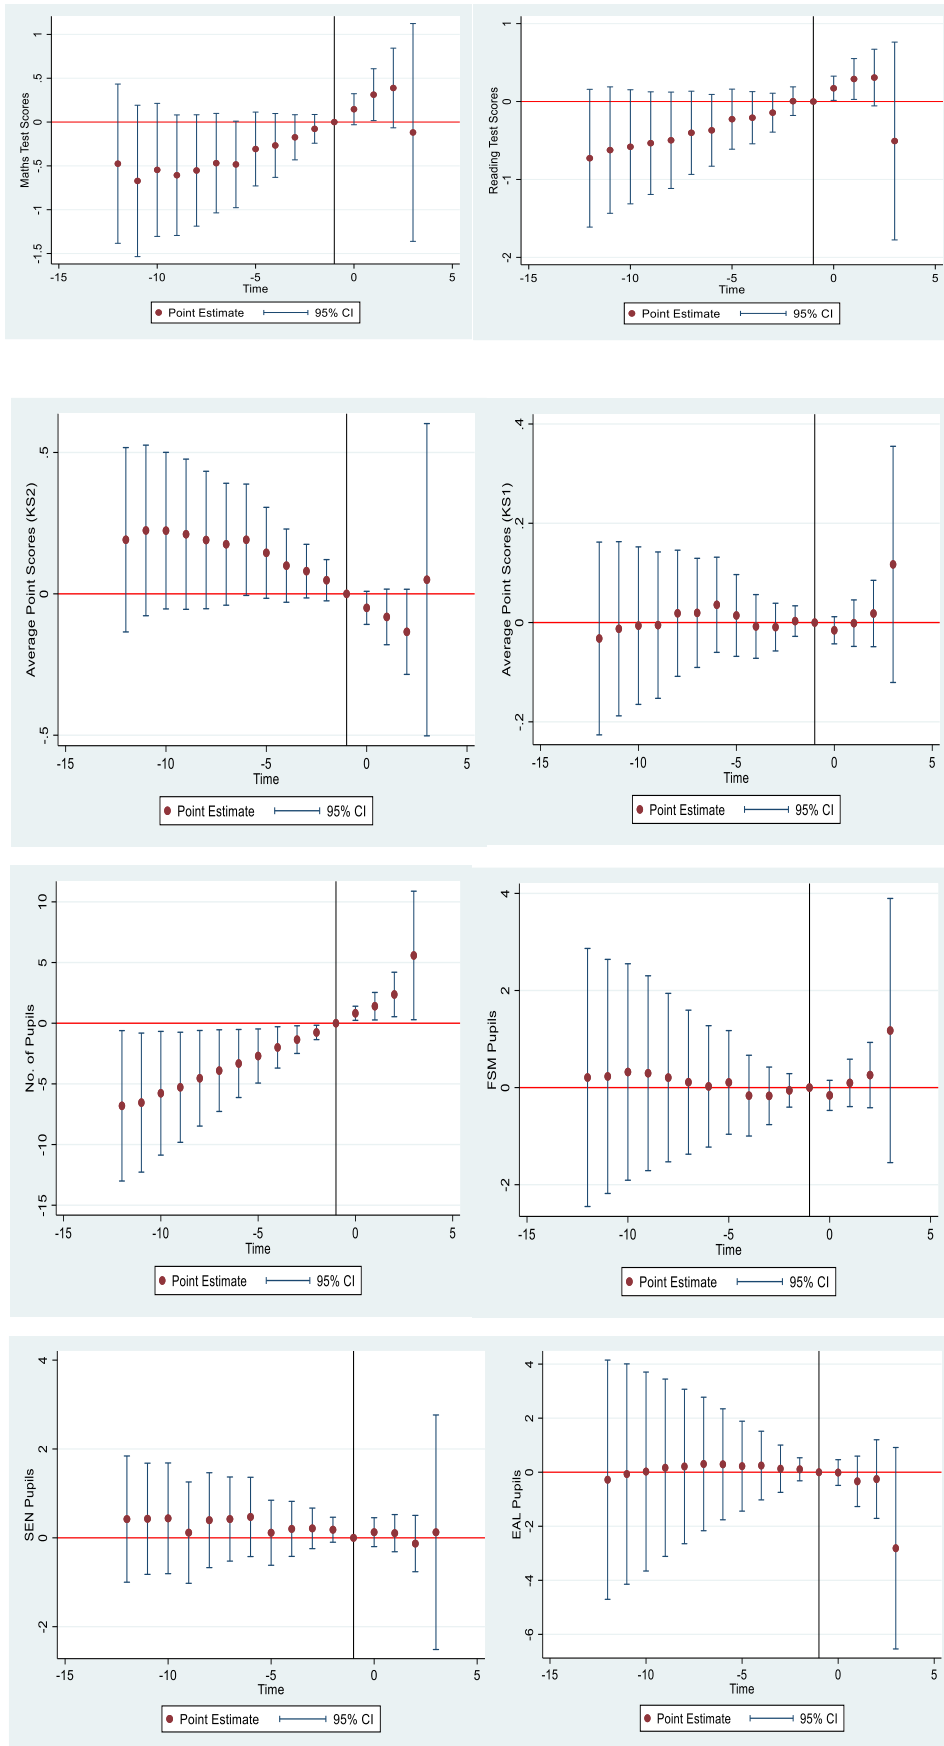 Maths Test Scores
1
.5
0
-.5
-1
-1.5
-15
-10
-5
0
5
Time
Point Estimate
95% CI
Reading Test Scores
1
0
-1
-2
-15
-10
-5
0
5
Time
Point Estimate
95% CI
Average Point Scores (KS2)
.5
0
-.5
-15
-10
-5
0
5
Time
Point Estimate
95% CI
Average Point Scores (KS1)
.4
.2
0
-.2
-15
-10
-5
0
5
Time
Point Estimate
95% CI
No. of Pupils
10
5
0
-5
-10
-15
-15
-10
-5
0
5
Time
Point Estimate
95% CI
FSM Pupils
4
2
0
-2
-15
-10
-5
0
5
Time
Point Estimate
95% CI
SEN Pupils
4
2
0
-2
-15
-10
-5
0
5
Time
Point Estimate
95% CI
EAL Pupils
4
2
0
-2
-4
-6
-15
-10
-5
0
5
Time
Point Estimate
95% CI